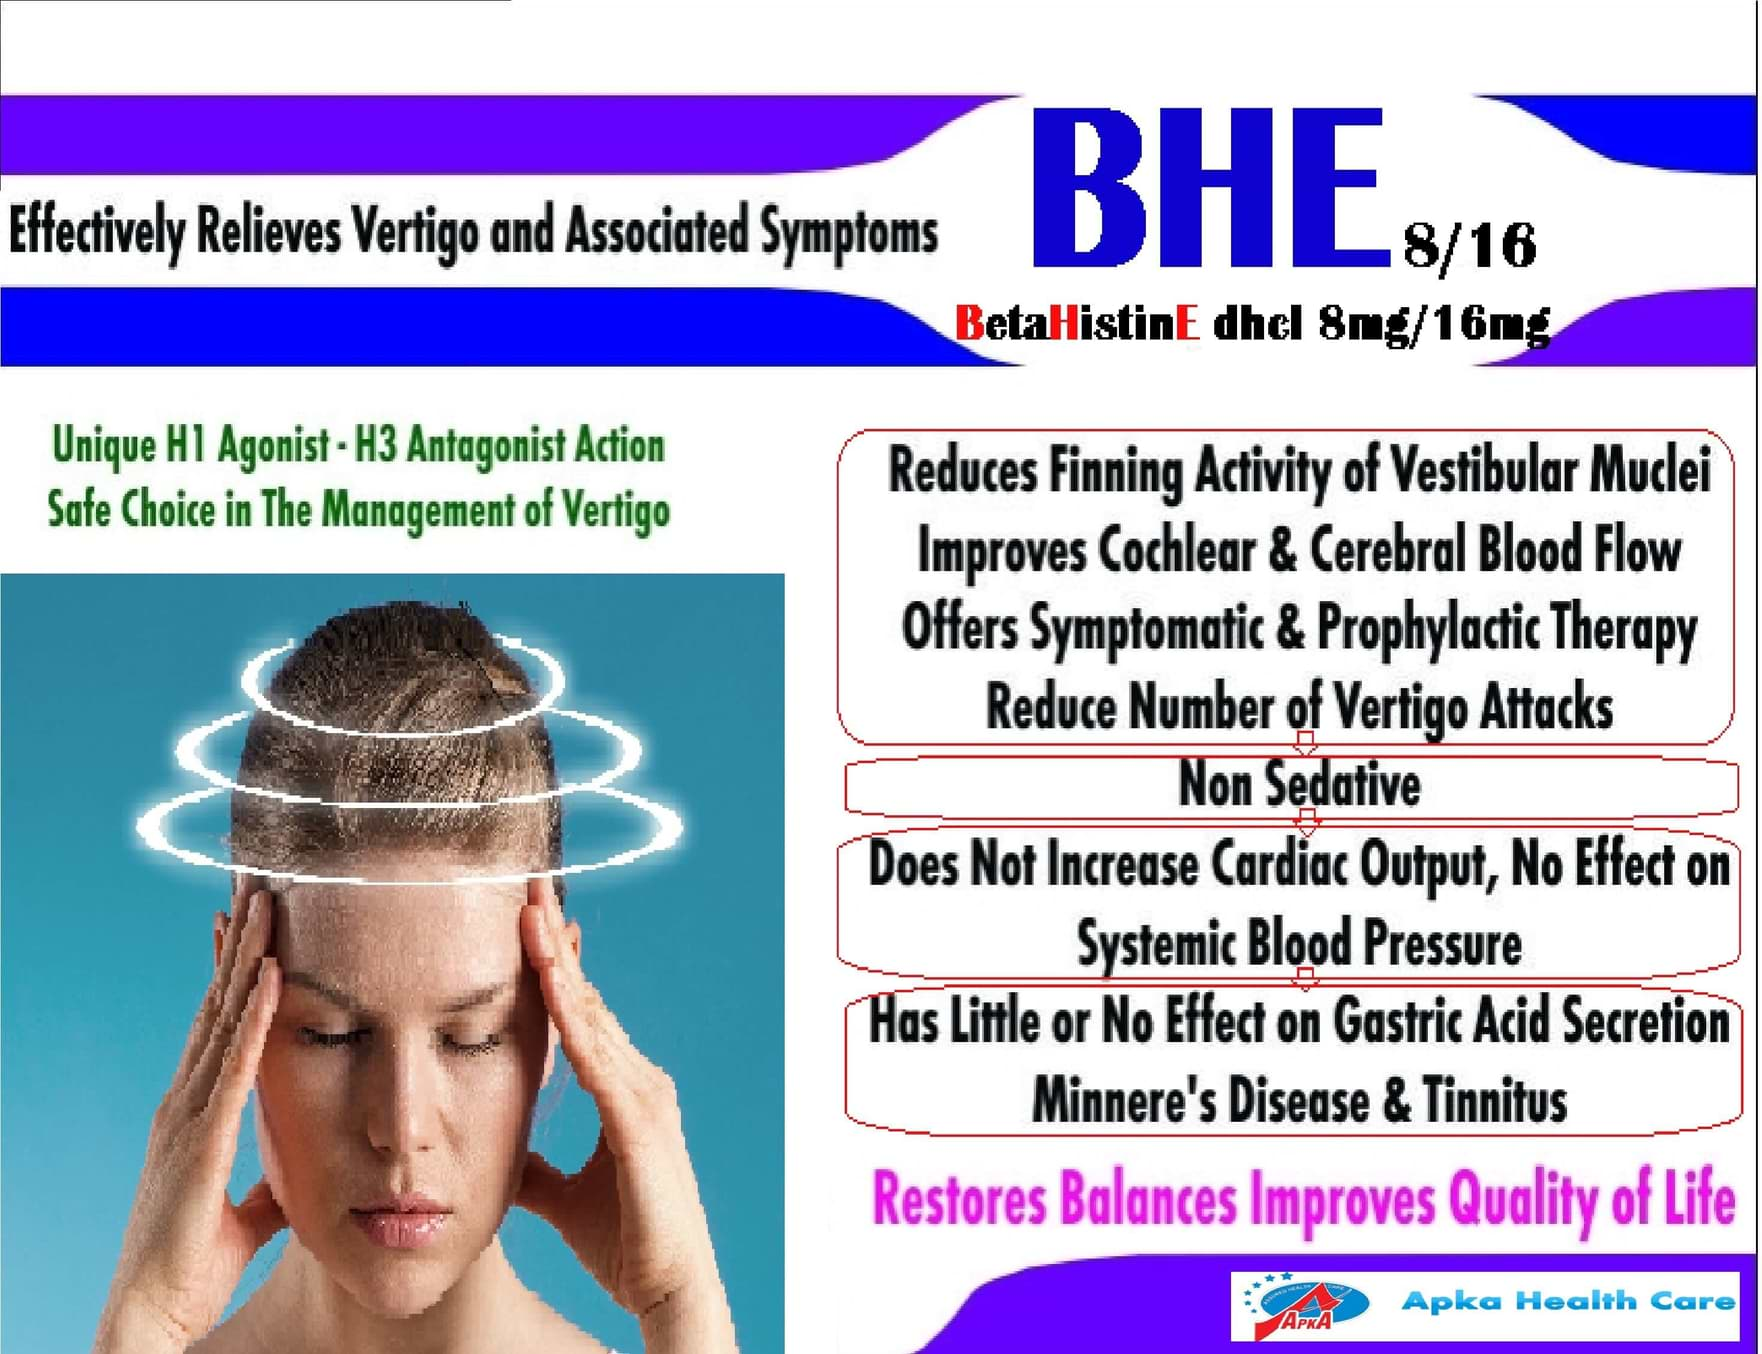 BHE 8/16
Effectively Relieves Vertigo and Associated Symptoms
BetaHistinE dhcl 8mg/16mg
Unique H1 Agonist - H3 Antagonist Action
Safe Choice in The Management of Vertigo
Reduces Finning Activity of Vestibular Muclei
Improves Cochlear & Cerebral Blood Flow
Offers Symptomatic & Prophylactic Therapy
Reduce Number of Vertigo Attacks
Non Sedative
Does Not Increase Cardiac Output, No Effect on
Systemic Blood Pressure
Has Little or No Effect on Gastric Acid Secretion
Minnere's Disease & Tinnitus
Restores Balances Improves Quality of Life
APKA
Apka Health Care